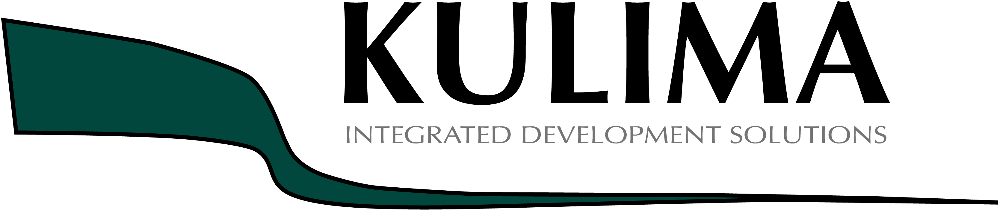 KULIMA
INTEGRATED DEVELOPMENT SOLUTIONS